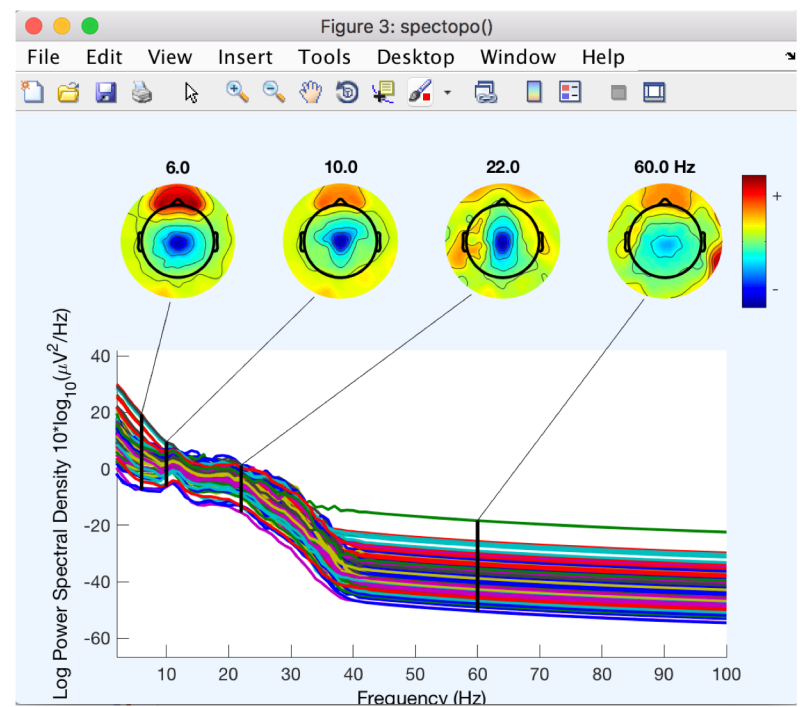 Figure 3: spectopo()
File Edit View Insert Tools Desktop Window Help
6.0 10.0 22.0 60.0 Hz
+
-
Log Power Spectral Density 10*log10(μV²/Hz)
40
20
0
-20
-40
-60
10 20 30 40 50 60 70 80 90 100
Frequency (Hz)